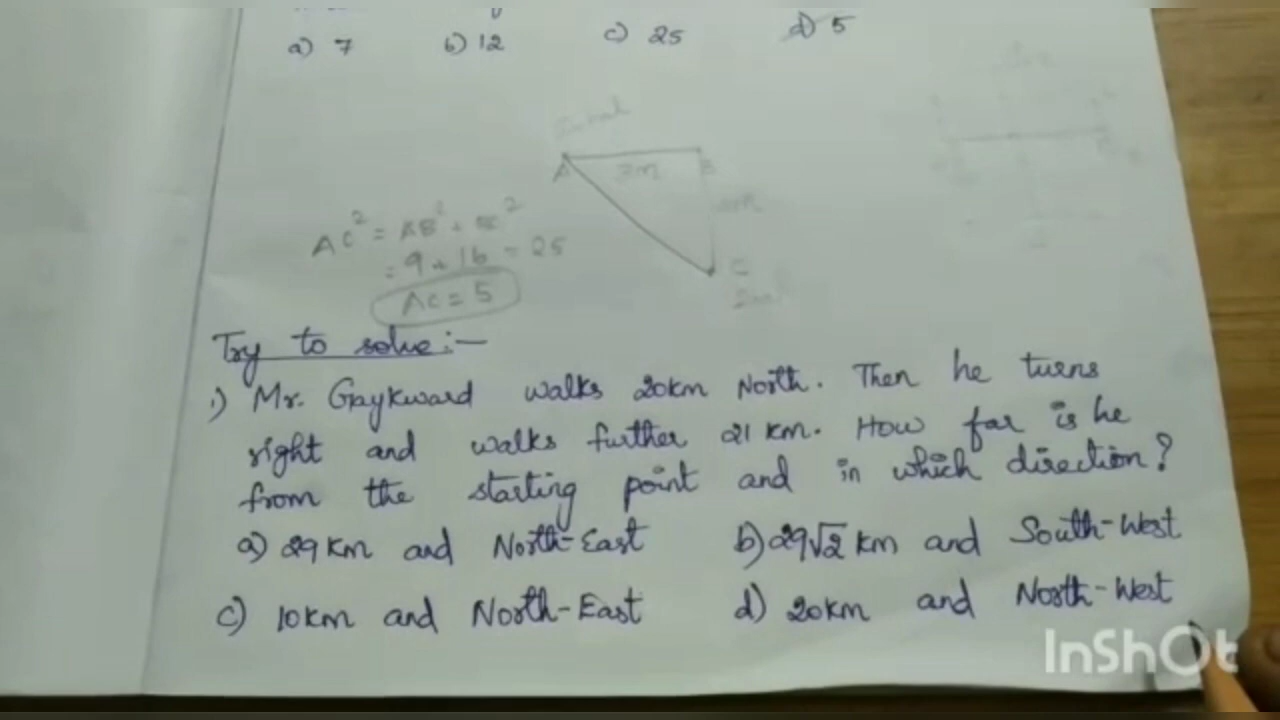 a) 7 b) 12 c) 25 d) 5
A 3m B
AC² = AB² + BC²
= 9 + 16 = 25
AC = 5
C
Try to solve:-
1) Mr. Gaykward walks 20km North. Then he turns
right and walks further 21 km. How far is he
from the starting point and in which direction?
a) 29 km and North-East b) 29√2 km and South-West
c) 10km and North-East d) 20km and North-West
InShOt